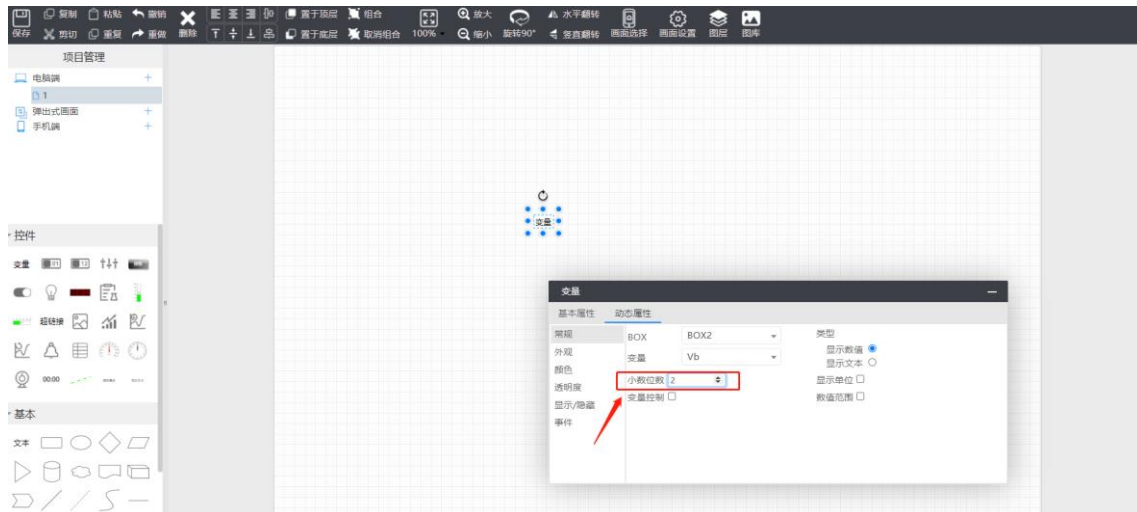 复制 粘贴 撤销 置于顶层 组合 放大 水平翻转
保存 剪切 重复 重做 删除 置于底层 取消组合 100% 缩小 旋转90° 竖直翻转 画面选择 画面设置 图层 图库
项目管理
电脑端 +
1
弹出式画面 +
手机端 +
变量
控件
变量
超链接
00:00
基本
文本
变量
基本属性 动态属性
常规 BOX BOX2 类型
显示数值
外观 变量 Vb
显示文本
颜色 小数位数 2 显示单位
透明度 变量控制 数值范围
显示/隐藏
事件